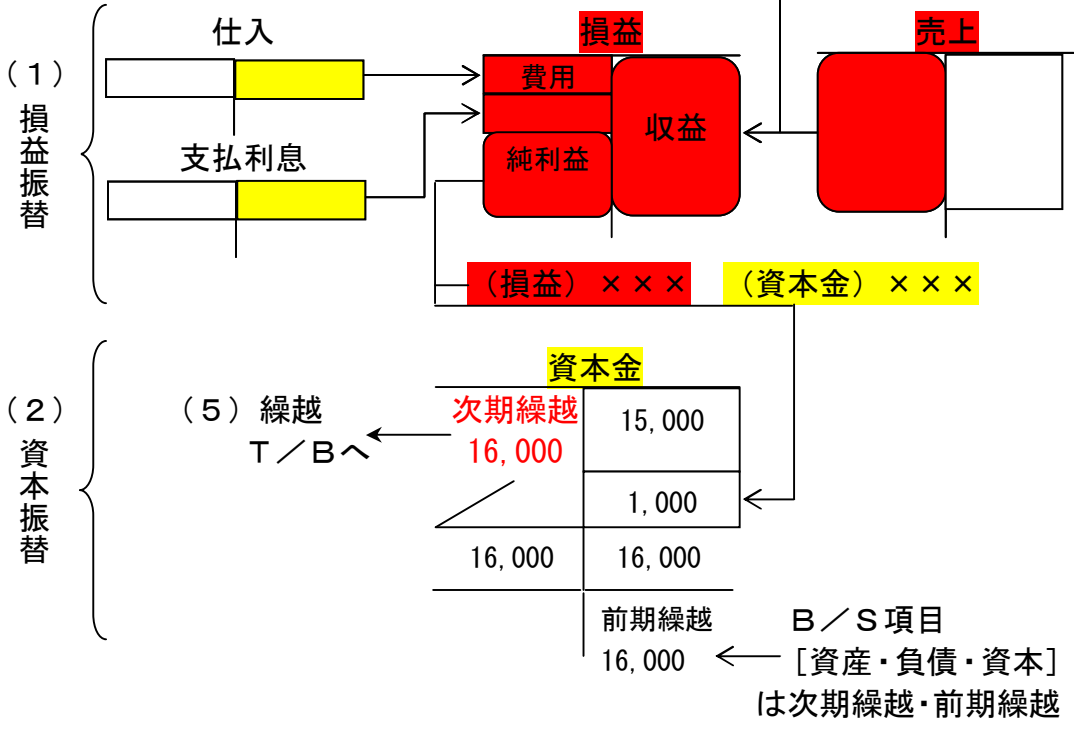 仕入
損益
売上
(1)
損益振替
費用
収益
支払利息
純利益
(損益)×××
(資本金)×××
資本金
(2)
資本振替
(5)繰越
T/Bへ
次期繰越
16,000
15,000
1,000
16,000
16,000
前期繰越
16,000
B/S項目
[資産・負債・資本]
は次期繰越・前期繰越